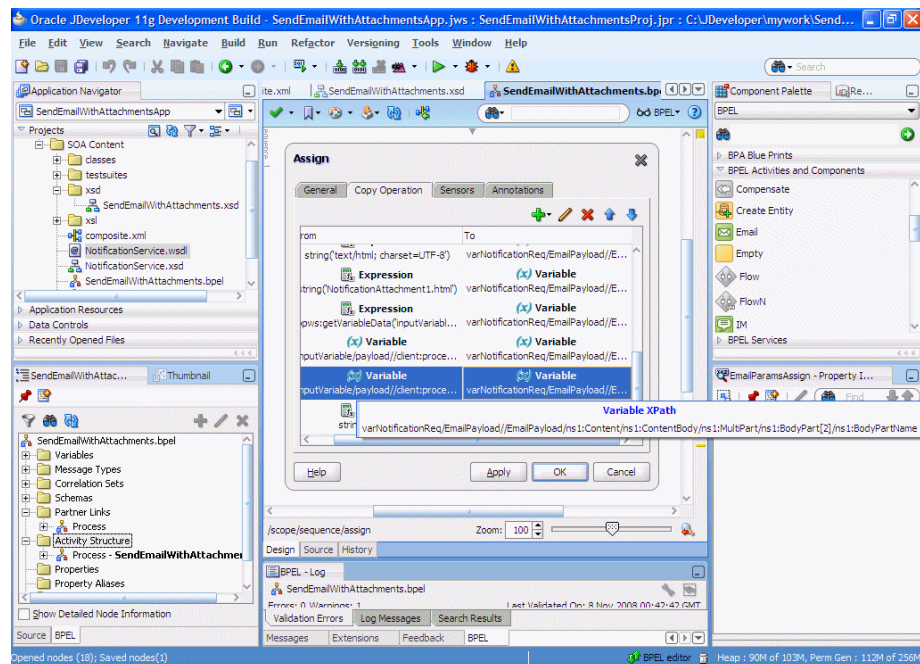 Oracle JDeveloper 11g Development Build - SendEmailWithAttachmentsApp.jws : SendEmailWithAttachmentsProj.jpr : C:\JDeveloper\mywork\Send...
File Edit View Search Navigate Build Run Refactor Versioning Tools Window Help
Search
Application Navigator
SendEmailWithAttachmentsApp
Projects
SOA Content
classes
testsuites
xsd
SendEmailWithAttachments.xsd
xsl
composite.xml
NotificationService.wsdl
NotificationService.xsd
SendEmailWithAttachments.bpel
Application Resources
Data Controls
Recently Opened Files
SendEmailWithAttac...
Thumbnail
SendEmailWithAttachments.bpel
Variables
Message Types
Correlation Sets
Schemas
Partner Links
Process
Activity Structure
Process - SendEmailWithAttachmen
Properties
Property Aliases
Show Detailed Node Information
Source BPEL
ite.xml
SendEmailWithAttachments.xsd
SendEmailWithAttachments.bp
BPEL
equence_1
Assign
General Copy Operation Sensors Annotations
rom To
string('text/html; charset=UTF-8') varNotificationReq/EmailPayload//E...
Expression (x) Variable
string('NotificationAttachment1.html') varNotificationReq/EmailPayload//E...
Expression (x) Variable
opws:getVariableData('inputVariabl... varNotificationReq/EmailPayload//E...
(x) Variable (x) Variable
nputVariable/payload//client:proce... varNotificationReq/EmailPayload//E...
(x) Variable (x) Variable
nputVariable/payload//client:proce... varNotificationReq/EmailPayload//E...
strin
Variable XPath
varNotificationReq/EmailPayload//EmailPayload/ns1:Content/ns1:ContentBody/ns1:MultiPart/ns1:BodyPart[2]/ns1:BodyPartName
Help Apply OK Cancel
/scope/sequence/assign Zoom: 100
Design Source History
BPEL - Log
SendEmailWithAttachments.bpel
Errors: 0 Warnings: 1 Last Validated On: 8 Nov 2008 00:42:42 GMT
Validation Errors Log Messages Search Results
Messages Extensions Feedback BPEL
Component Palette
Re...
BPEL
BPA Blue Prints
BPEL Activities and Components
Compensate
Create Entity
Email
Empty
Flow
FlowN
IM
BPEL Services
EmailParamsAssign - Property I...
Find
Opened nodes (18); Saved nodes(1)
BPEL editor
Heap : 90M of 103M, Perm Gen : 112M of 256M